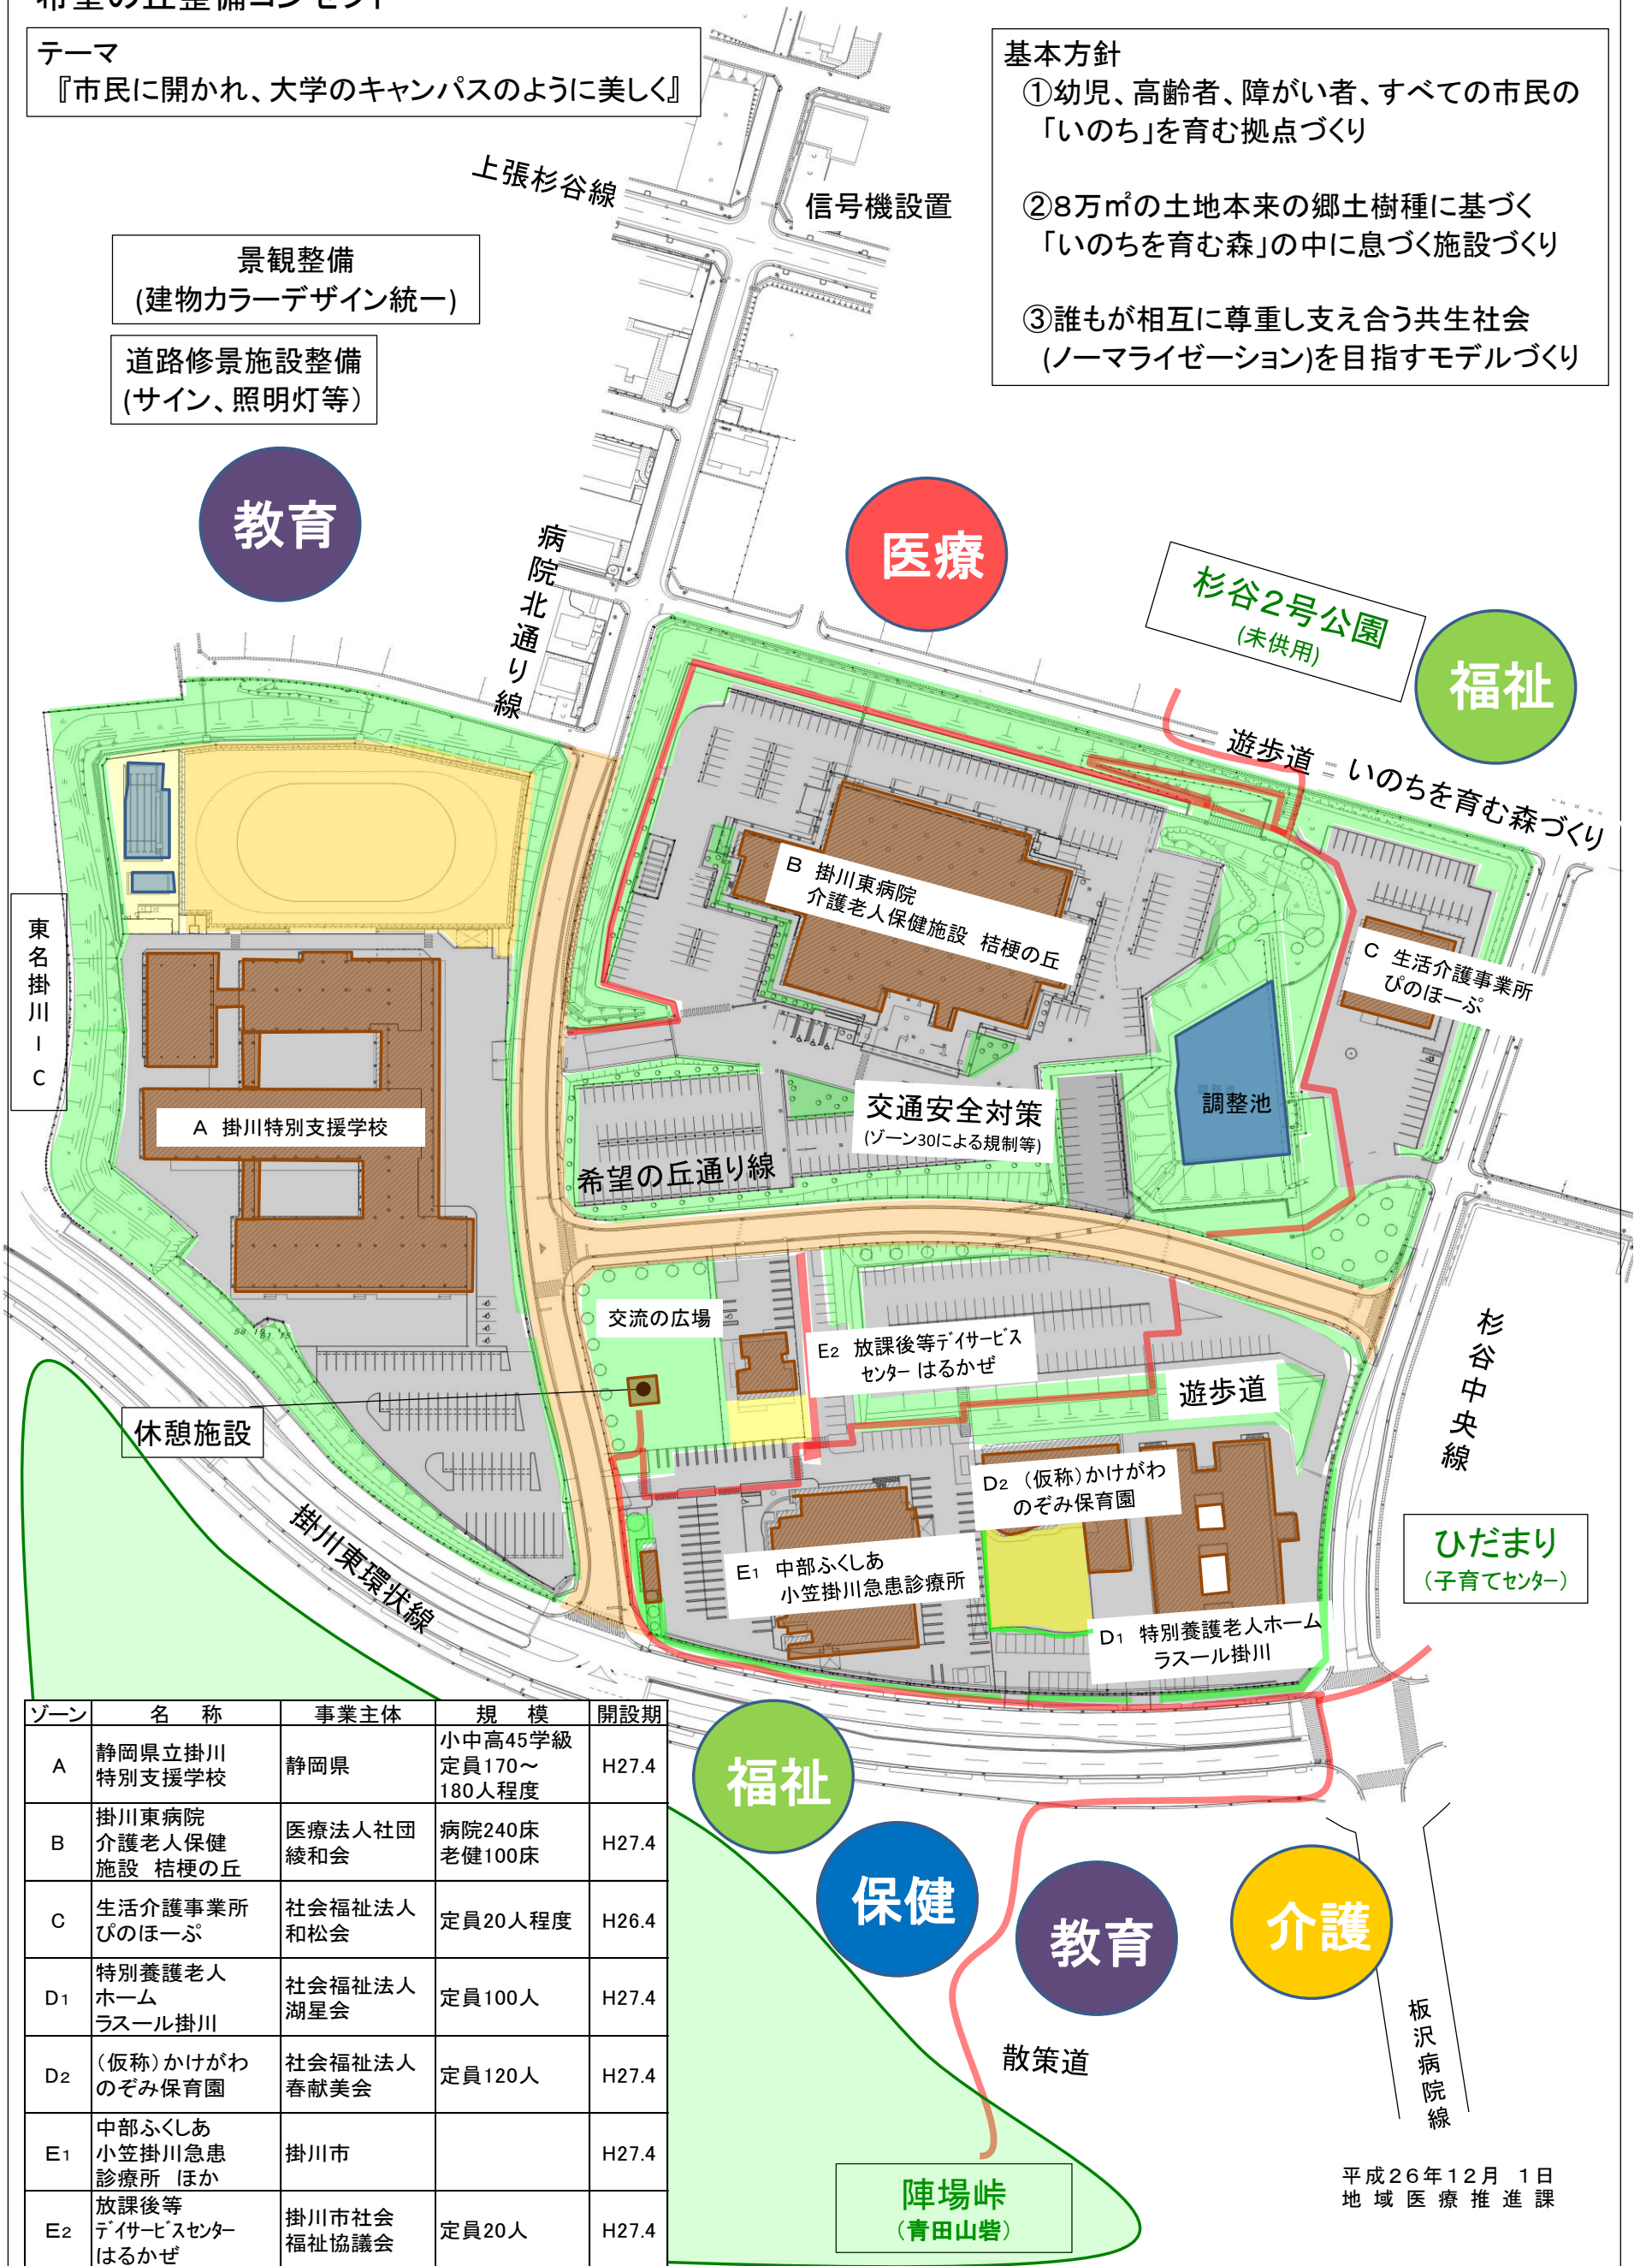 希望の丘整備コンセプト
テーマ
『市民に開かれ、大学のキャンパスのように美しく』
基本方針
①幼児、高齢者、障がい者、すべての市民の
「いのち」を育む拠点づくり
②8万㎡の土地本来の郷土樹種に基づく
「いのちを育む森」の中に息づく施設づくり
③誰もが相互に尊重し支え合う共生社会
(ノーマライゼーション)を目指すモデルづくり
上張杉谷線
信号機設置
景観整備
(建物カラーデザイン統一)
道路修景施設整備
(サイン、照明灯等)
教育
病院北通り線
医療
杉谷2号公園
(未供用)
福祉
遊歩道 = いのちを育む森づくり
B 掛川東病院
介護老人保健施設 桔梗の丘
C 生活介護事業所
ぴのほーぷ
東名掛川IC
A 掛川特別支援学校
交通安全対策
(ゾーン30による規制等)
調整池
希望の丘通り線
交流の広場
E2 放課後等デイサービス
センター はるかぜ
遊歩道
杉谷中央線
休憩施設
D2 (仮称)かけがわ
のぞみ保育園
掛川東環状線
E1 中部ふくしあ
小笠掛川急患診療所
ひだまり
(子育てセンター)
D1 特別養護老人ホーム
ラスール掛川
ゾーン 名 称 事業主体 規 模 開設期
A 静岡県立掛川
特別支援学校 静岡県 小中高45学級
定員170~
180人程度 H27.4
B 掛川東病院
介護老人保健
施設 桔梗の丘 医療法人社団
綾和会 病院240床
老健100床 H27.4
C 生活介護事業所
ぴのほーぷ 社会福祉法人
和松会 定員20人程度 H26.4
D1 特別養護老人
ホーム
ラスール掛川 社会福祉法人
湖星会 定員100人 H27.4
D2 (仮称)かけがわ
のぞみ保育園 社会福祉法人
春献美会 定員120人 H27.4
E1 中部ふくしあ
小笠掛川急患
診療所 ほか 掛川市 H27.4
E2 放課後等
デイサービスセンター
はるかぜ 掛川市社会
福祉協議会 定員20人 H27.4
福祉
保健
教育
介護
散策道
板沢病院線
陣場峠
(青田山砦)
平成26年12月 1日
地域医療推進課